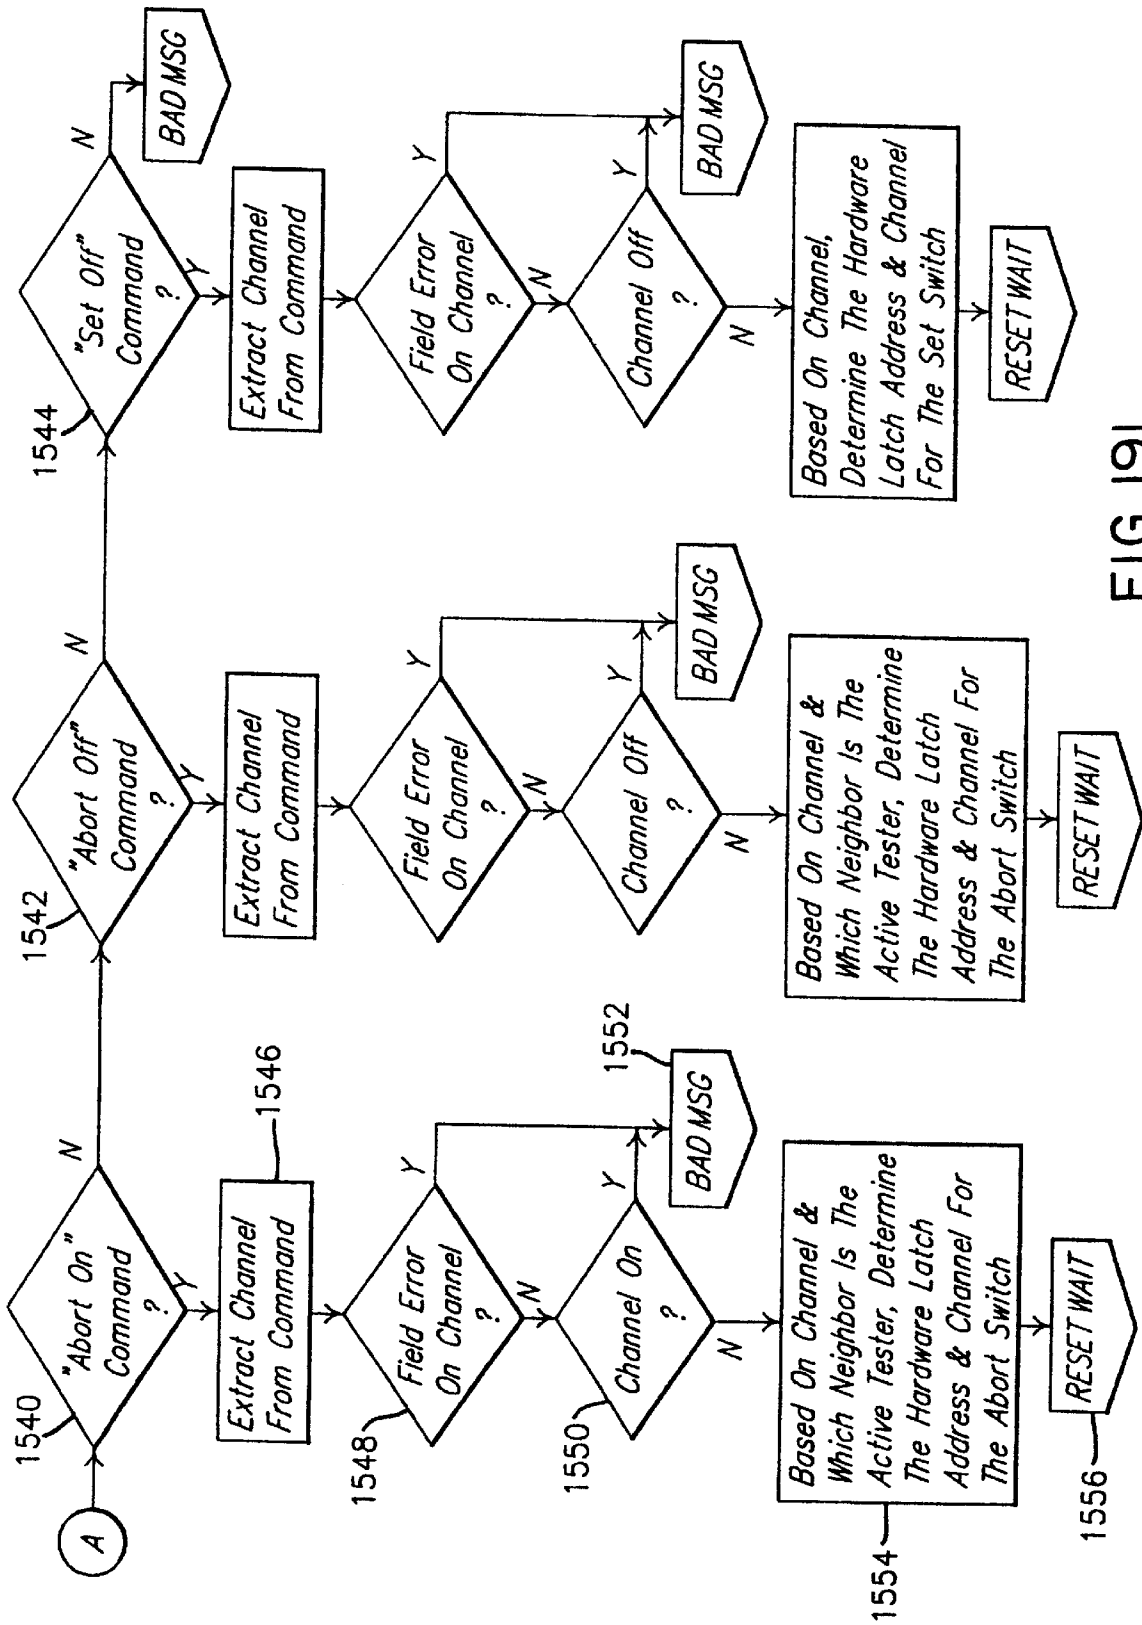 A
1540
"Abort On"
Command
?
N
Y
1542
"Abort Off"
Command
?
N
Y
1544
"Set Off"
Command
?
N
Y
BAD MSG
Extract Channel
From Command
1546
Field Error
On Channel
?
1548
Y
N
Channel On
?
1550
Y
N
1552
BAD MSG
Based On Channel &
Which Neighbor Is The
Active Tester, Determine
The Hardware Latch
Address & Channel For
The Abort Switch
1554
RESET WAIT
1556
Extract Channel
From Command
Field Error
On Channel
?
Y
N
Channel Off
?
Y
N
BAD MSG
Based On Channel &
Which Neighbor Is The
Active Tester, Determine
The Hardware Latch
Address & Channel For
The Abort Switch
RESET WAIT
Extract Channel
From Command
Field Error
On Channel
?
Y
N
Channel Off
?
Y
N
BAD MSG
Based On Channel,
Determine The Hardware
Latch Address & Channel
For The Set Switch
RESET WAIT
FIG. 19I